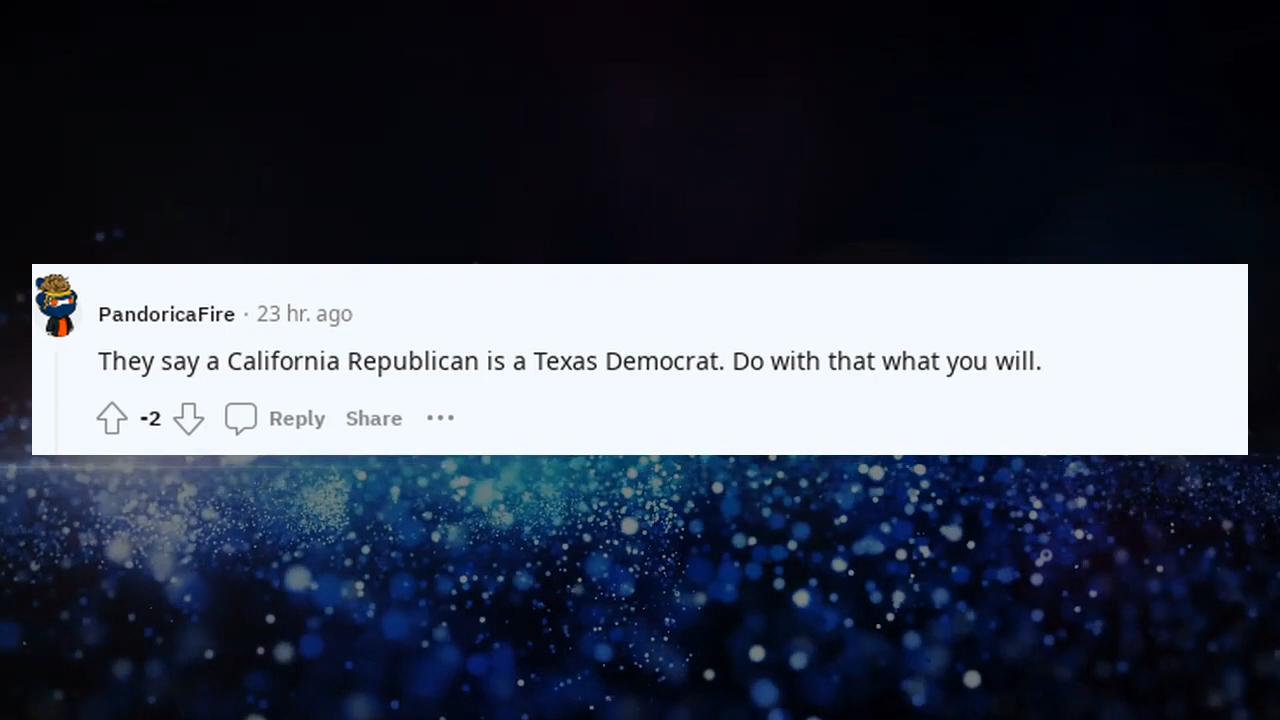 PandoricaFire · 23 hr. ago
They say a California Republican is a Texas Democrat. Do with that what you will.
-2 Reply Share ···